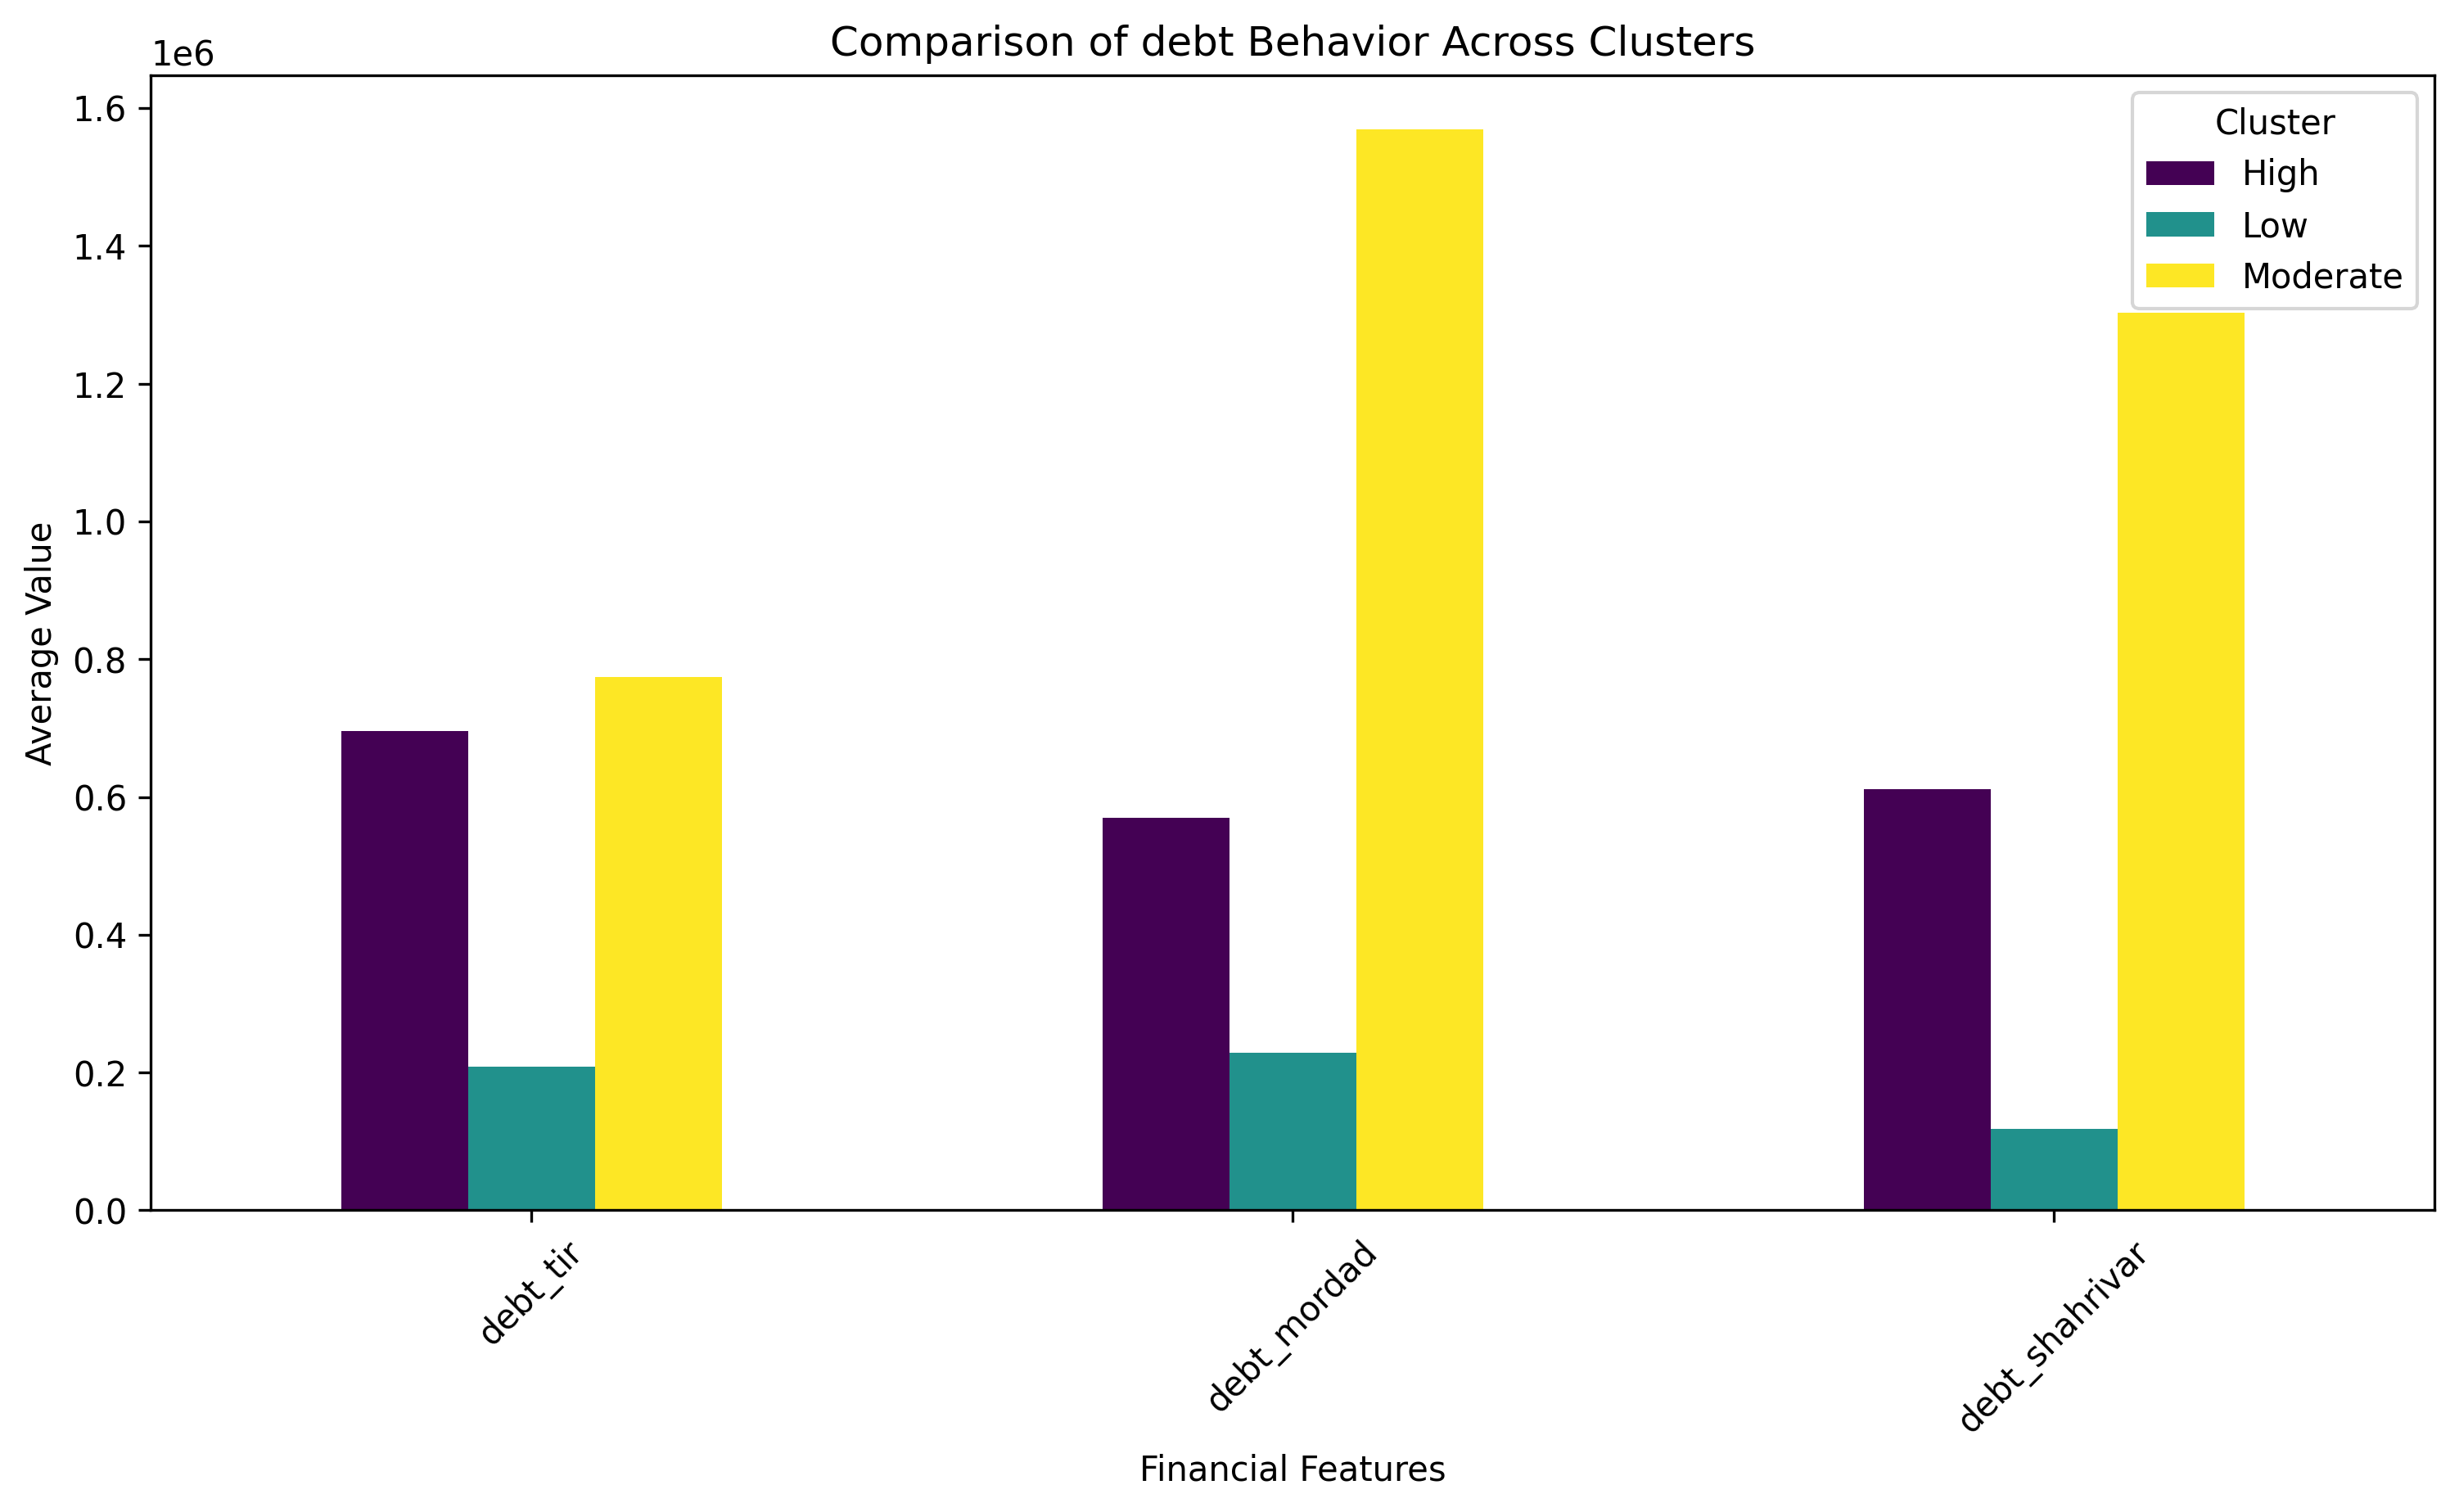 Comparison of debt Behavior Across Clusters
1e6
1.6
1.4
1.2
1.0
0.8
0.6
0.4
0.2
0.0
Average Value
Cluster
High
Low
Moderate
debt_tir
debt_mordad
debt_shahrivar
Financial Features